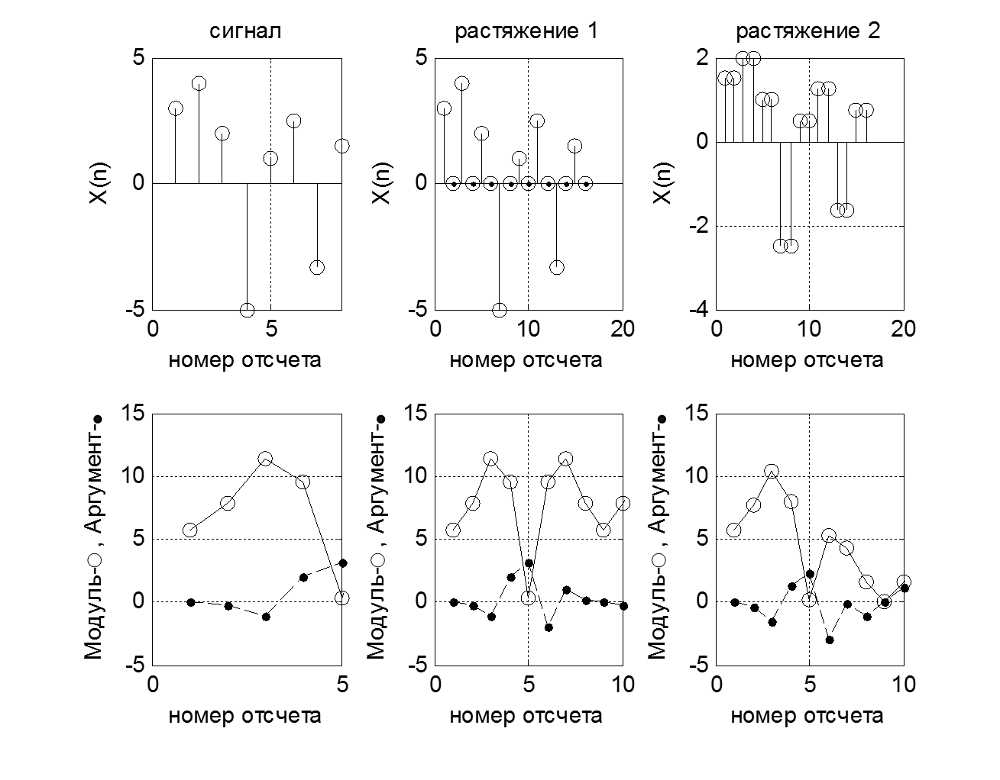 сигнал
растяжение 1
растяжение 2
X(n)
5
0
-5
0
5
номер отсчета
X(n)
5
0
-5
0
10
20
номер отсчета
X(n)
2
0
-2
-4
0
10
20
номер отсчета
Модуль-○, Аргумент-●
15
10
5
0
-5
0
5
номер отсчета
Модуль-○, Аргумент-●
15
10
5
0
-5
0
5
10
номер отсчета
Модуль-○, Аргумент-●
15
10
5
0
-5
0
5
10
номер отсчета